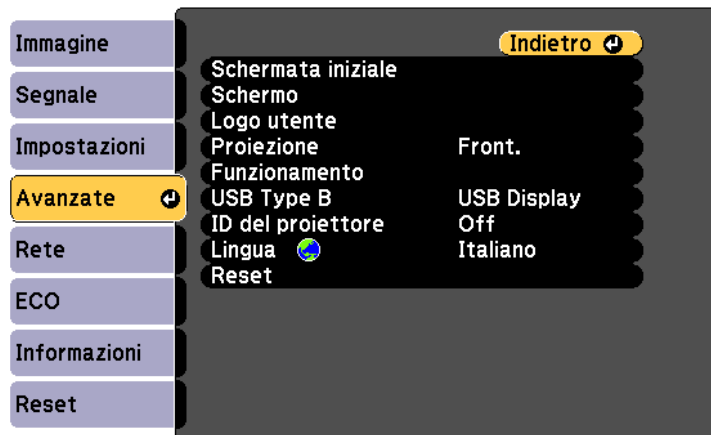 Immagine
Segnale
Impostazioni
Avanzate
Rete
ECO
Informazioni
Reset
Indietro
Schermata iniziale
Schermo
Logo utente
Proiezione Front.
Funzionamento
USB Type B USB Display
ID del proiettore Off
Lingua Italiano
Reset